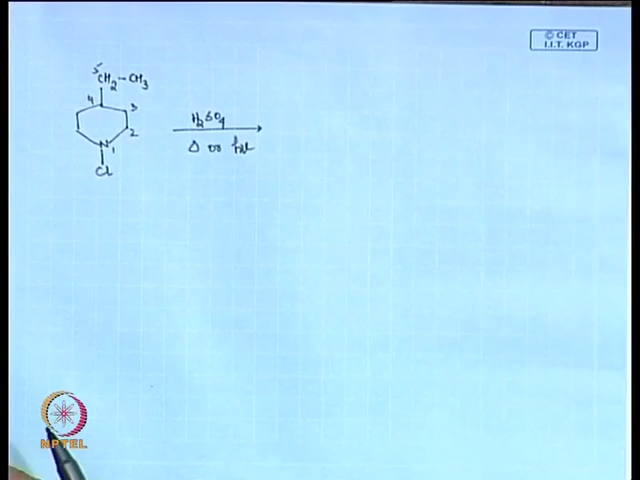 © CET
I.I.T. KGP
5
CH2-CH3
4
3
2
N 1
Cl
H2SO4
Δ or hν
NPTEL